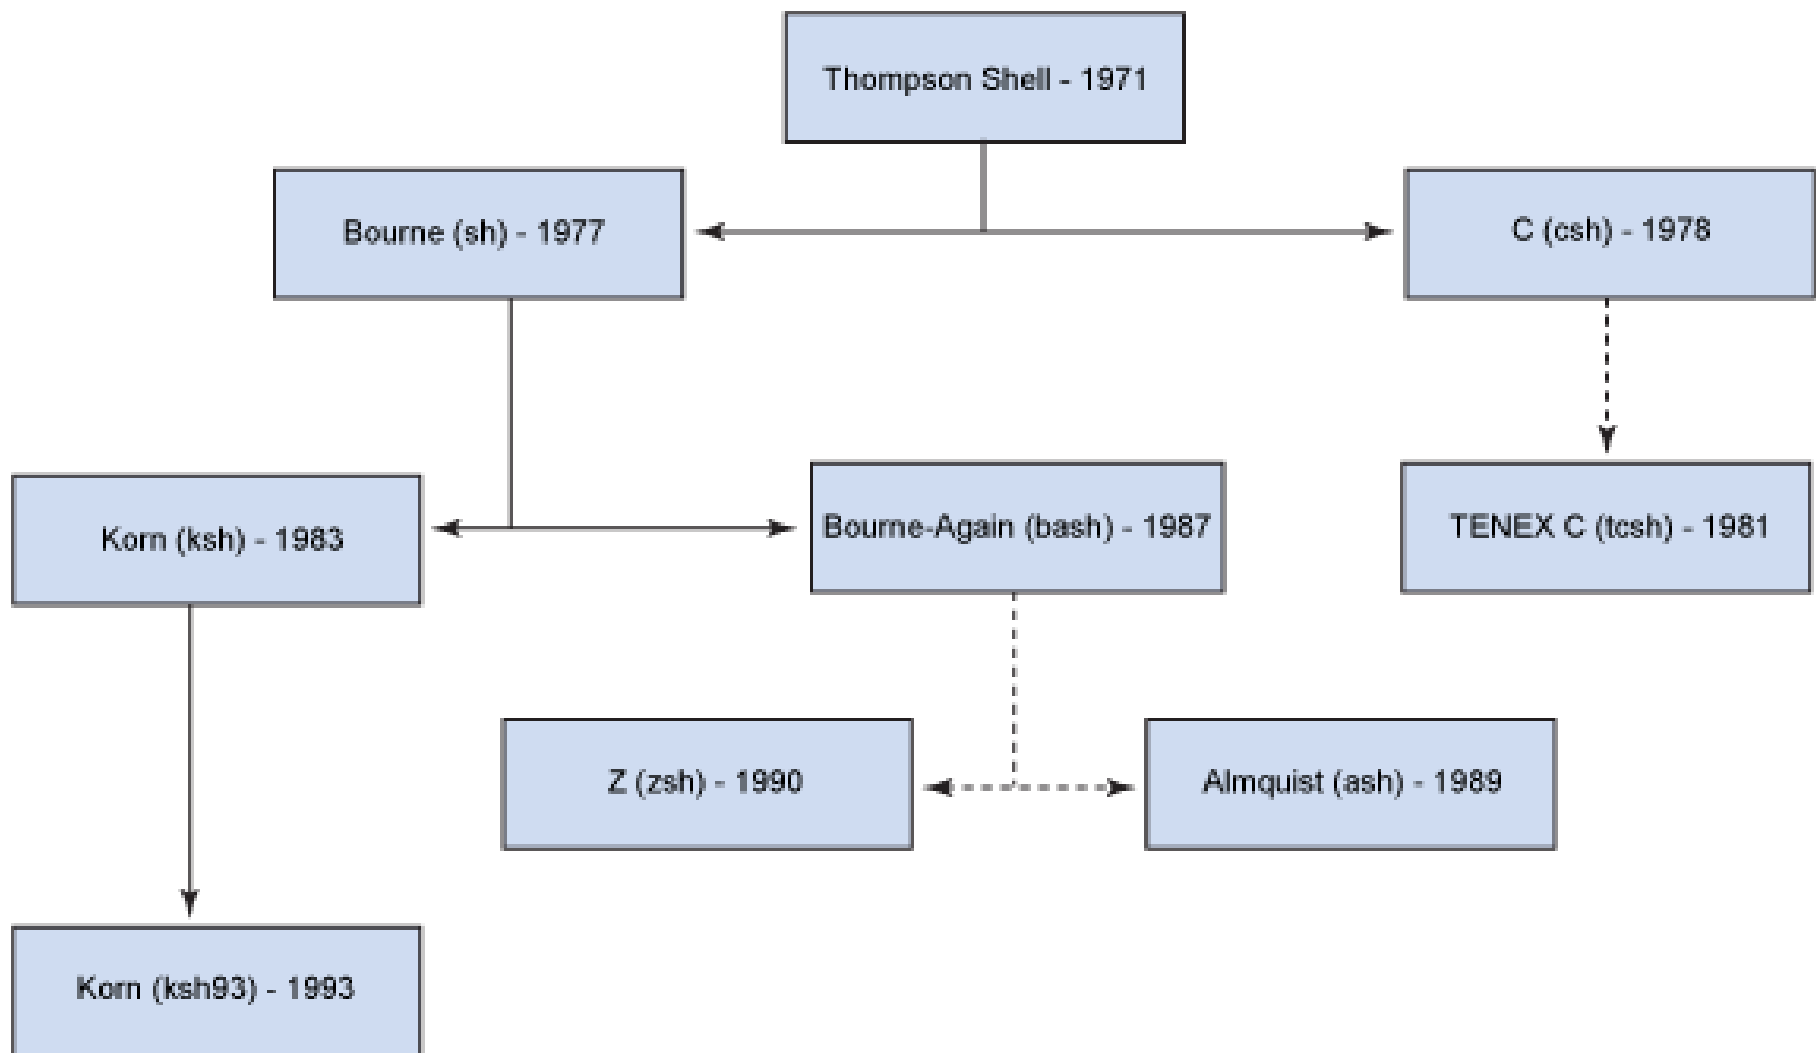 Thompson Shell - 1971
Bourne (sh) - 1977
C (csh) - 1978
Korn (ksh) - 1983
Bourne-Again (bash) - 1987
TENEX C (tcsh) - 1981
Z (zsh) - 1990
Almquist (ash) - 1989
Korn (ksh93) - 1993